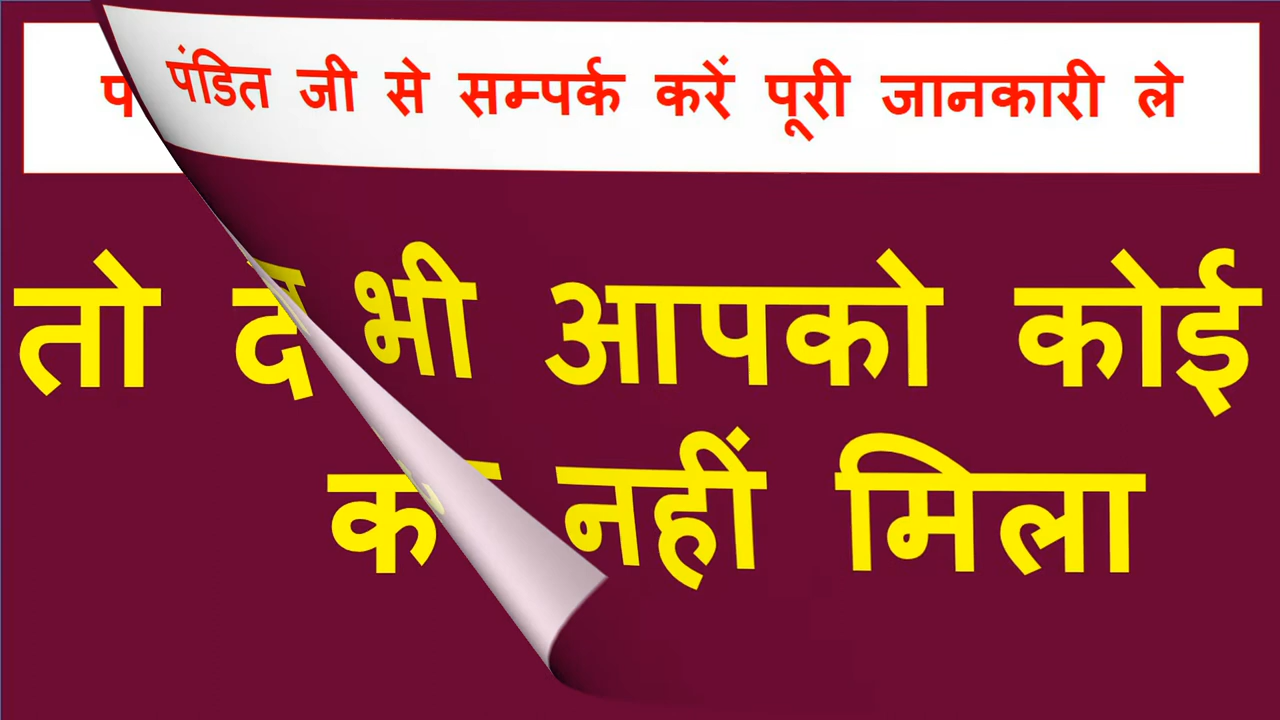 पंडित जी से सम्पर्क करें पूरी जानकारी ले
तो भी आपको कोई
नहीं मिला